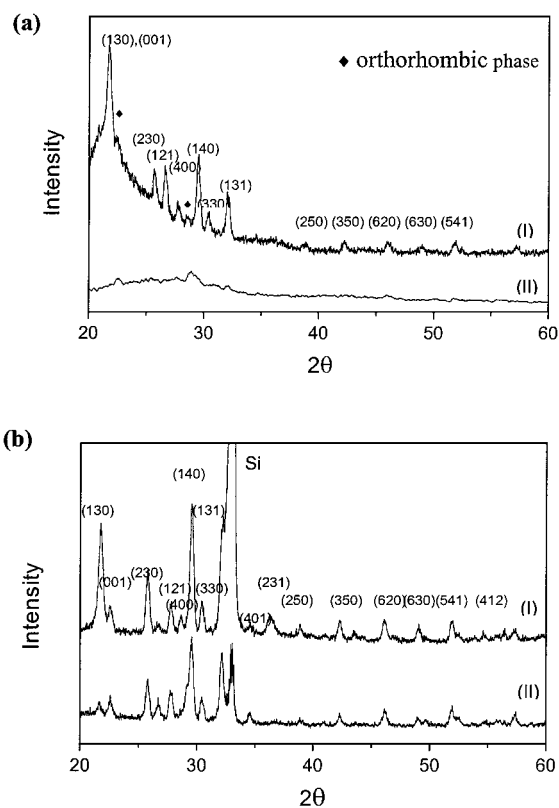 (a)
(130),(001)
◆ orthorhombic phase
(230)
(121)
(400)
(140)
(330)
(131)
(250) (350) (620) (630) (541)
(I)
(II)
Intensity
20 30 40 50 60
2θ
(b)
Si
(140)
(130)
(131)
(001)
(230)
(121)
(400)
(330)
(231)
(401)
(250) (350) (620) (630) (541) (412)
(I)
(II)
Intensity
20 30 40 50 60
2θ